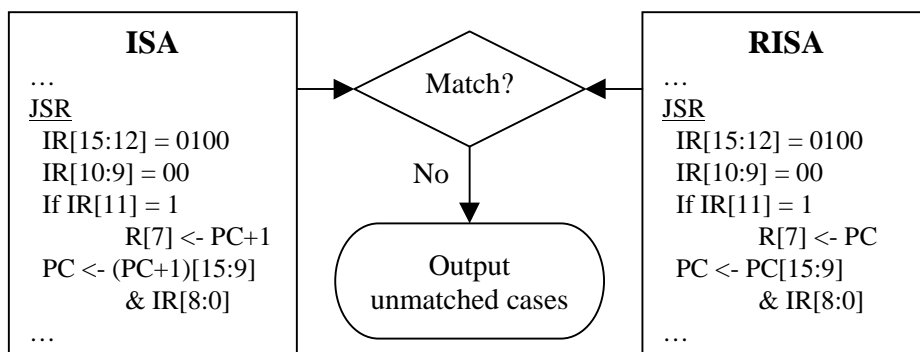 ISA
…
JSR
IR[15:12] = 0100
IR[10:9] = 00
If IR[11] = 1
R[7] <- PC+1
PC <- (PC+1)[15:9]
& IR[8:0]
…
Match?
No
Output
unmatched cases
RISA
…
JSR
IR[15:12] = 0100
IR[10:9] = 00
If IR[11] = 1
R[7] <- PC
PC <- PC[15:9]
& IR[8:0]
…